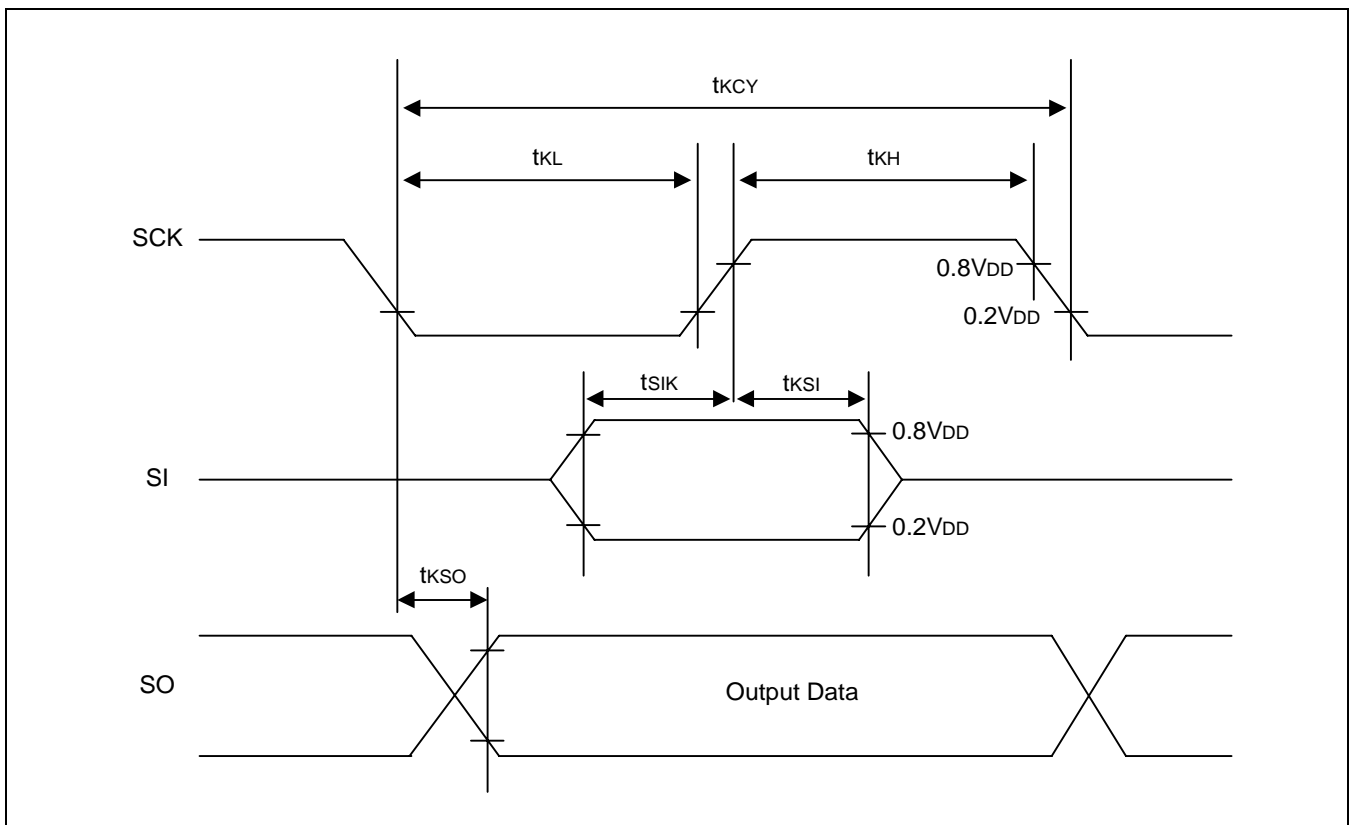 tKCY
tKL
tKH
SCK
0.8VDD
0.2VDD
tSIK
tKSI
0.8VDD
SI
0.2VDD
tKSO
SO
Output Data